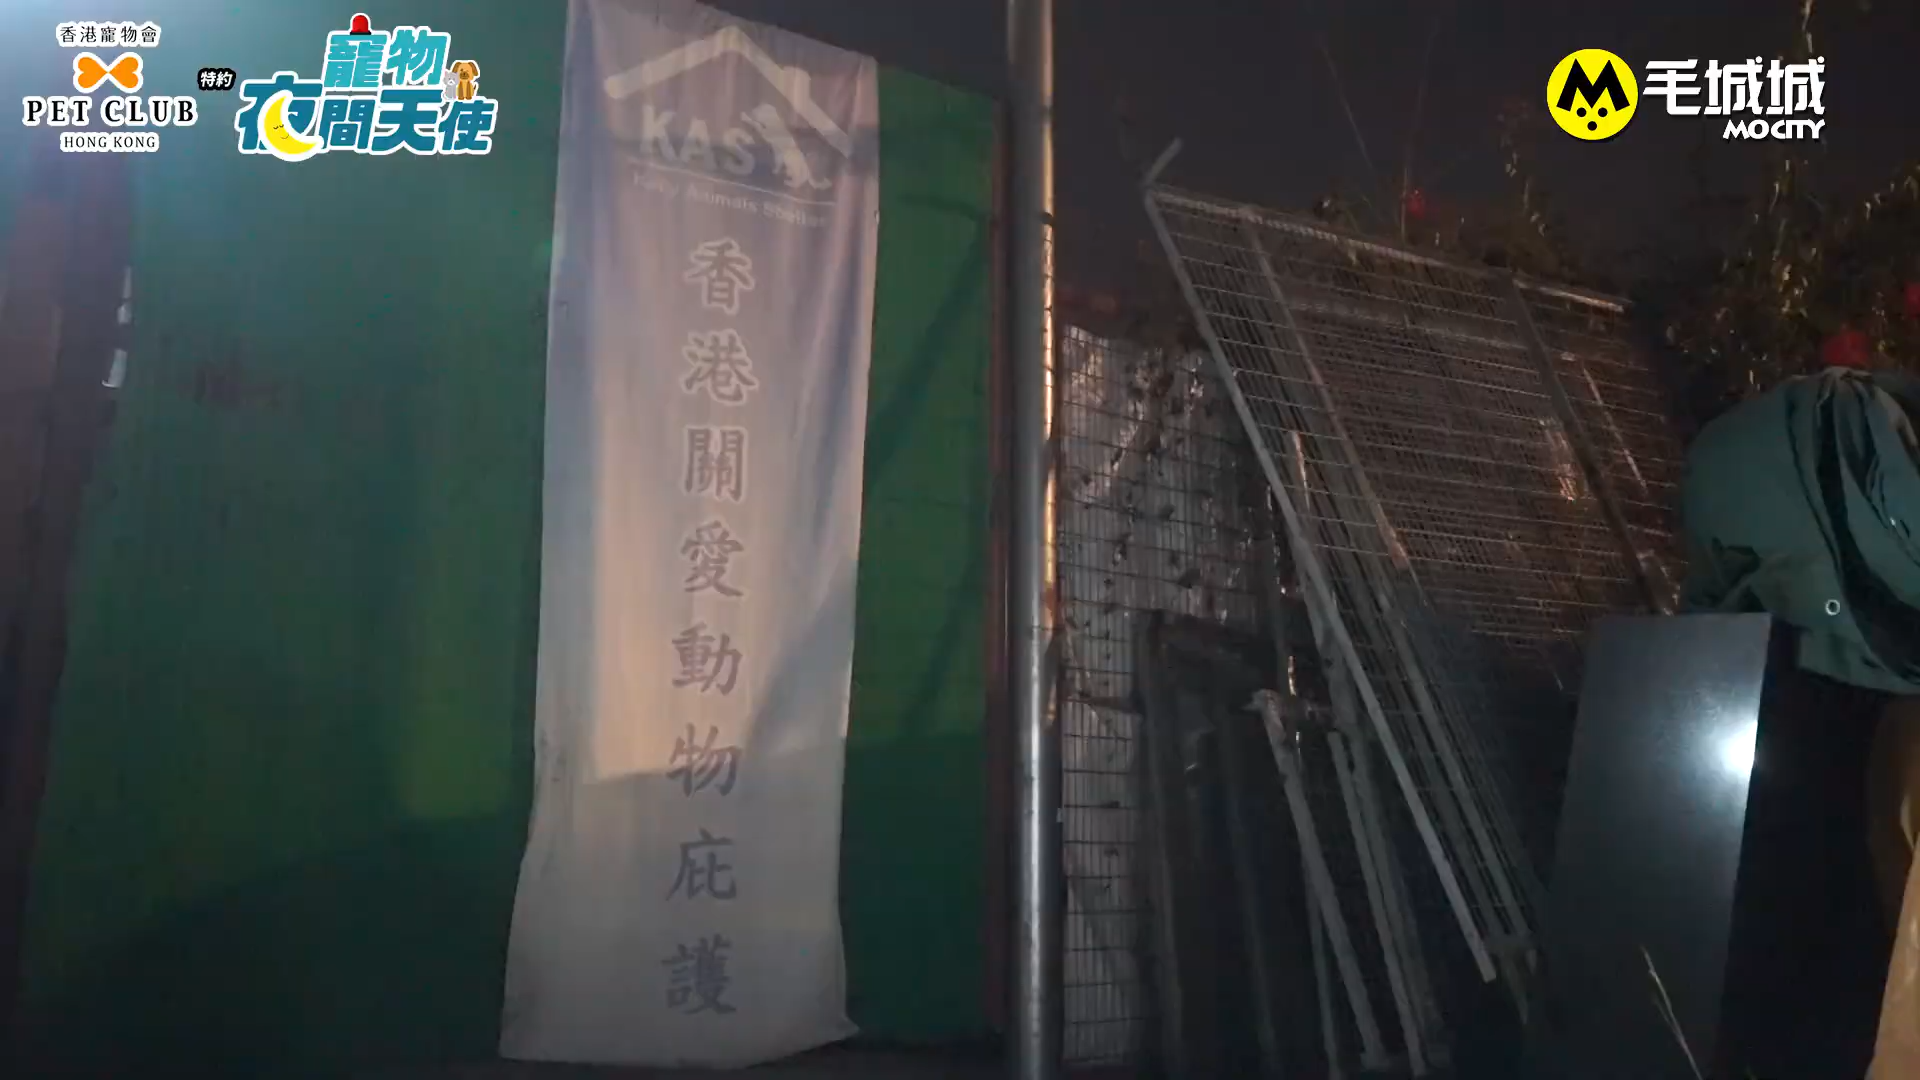 香港寵物會
PET CLUB
HONG KONG
特約
寵物
夜間天使
毛城城
MOCITY
KAS
香港關愛動物庇護